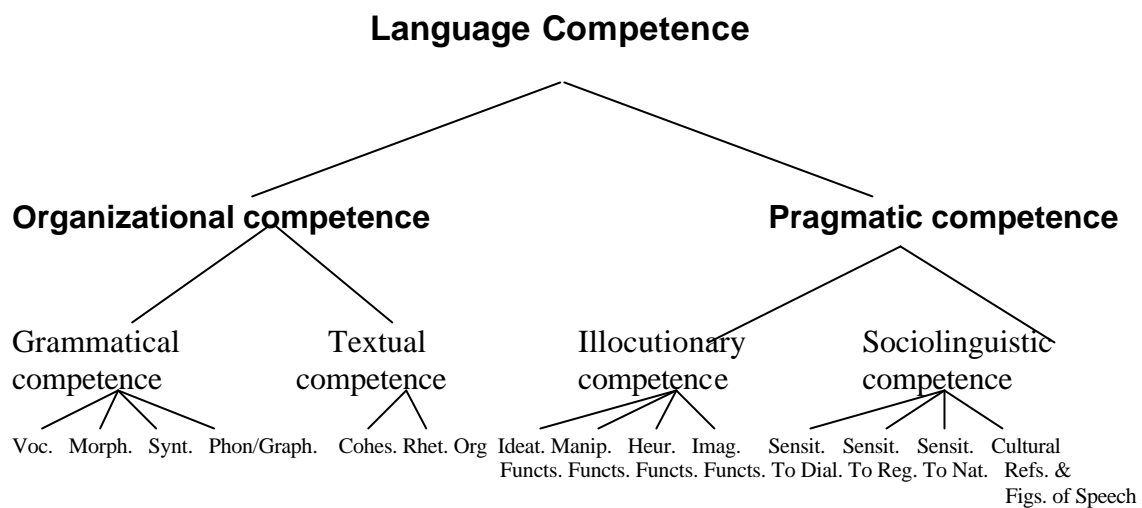 Language Competence
Organizational competence Pragmatic competence
Grammatical Textual Illocutionary Sociolinguistic
competence competence competence competence
Voc. Morph. Synt. Phon/Graph. Cohes. Rhet. Org Ideat. Manip. Heur. Imag. Sensit. Sensit. Sensit. Cultural
Functs. Functs. Functs. Functs. To Dial. To Reg. To Nat. Refs. &
Figs. of Speech